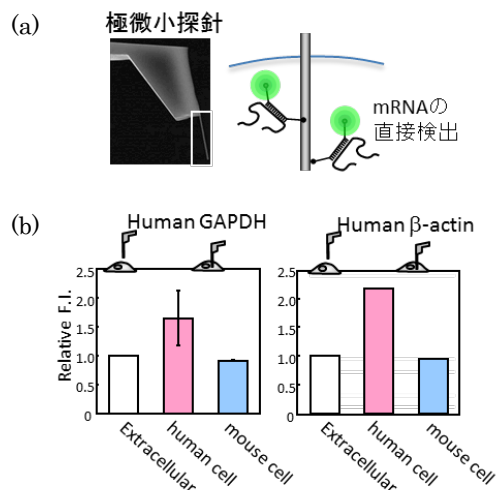 (a)
極微小探針
mRNAの
直接検出
(b)
Human GAPDH
Human β-actin
Relative F.I.
2.5
2.0
1.5
1.0
0.5
0
Extracellular
human cell
mouse cell
2.5
2.0
1.5
1.0
0.5
0
Extracellular
human cell
mouse cell